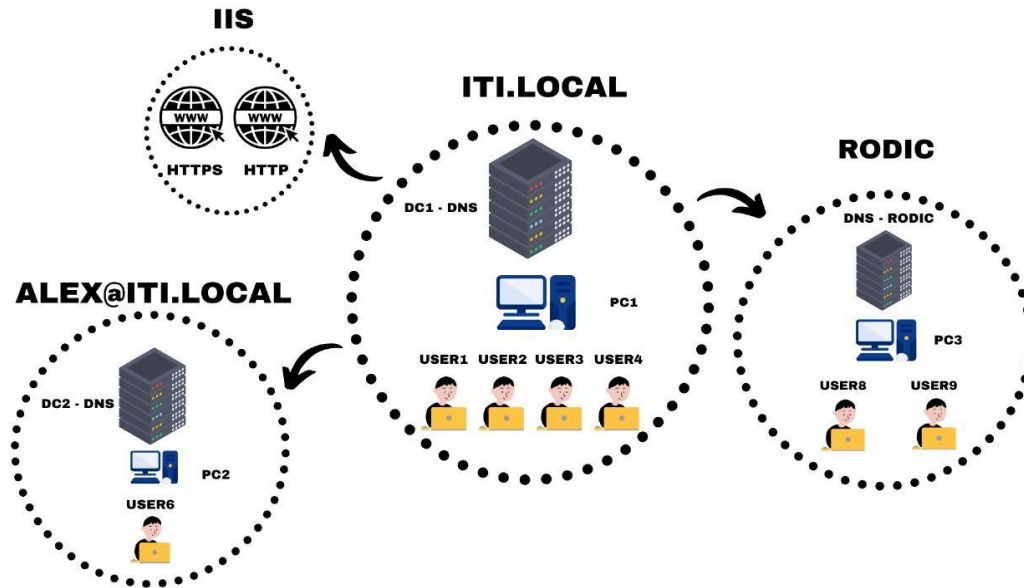 IIS
WWW WWW
HTTPS HTTP
ITI.LOCAL
DC1 - DNS
PC1
USER1 USER2 USER3 USER4
RODIC
DNS - RODIC
PC3
USER8 USER9
ALEX@ITI.LOCAL
DC2 - DNS
PC2
USER6